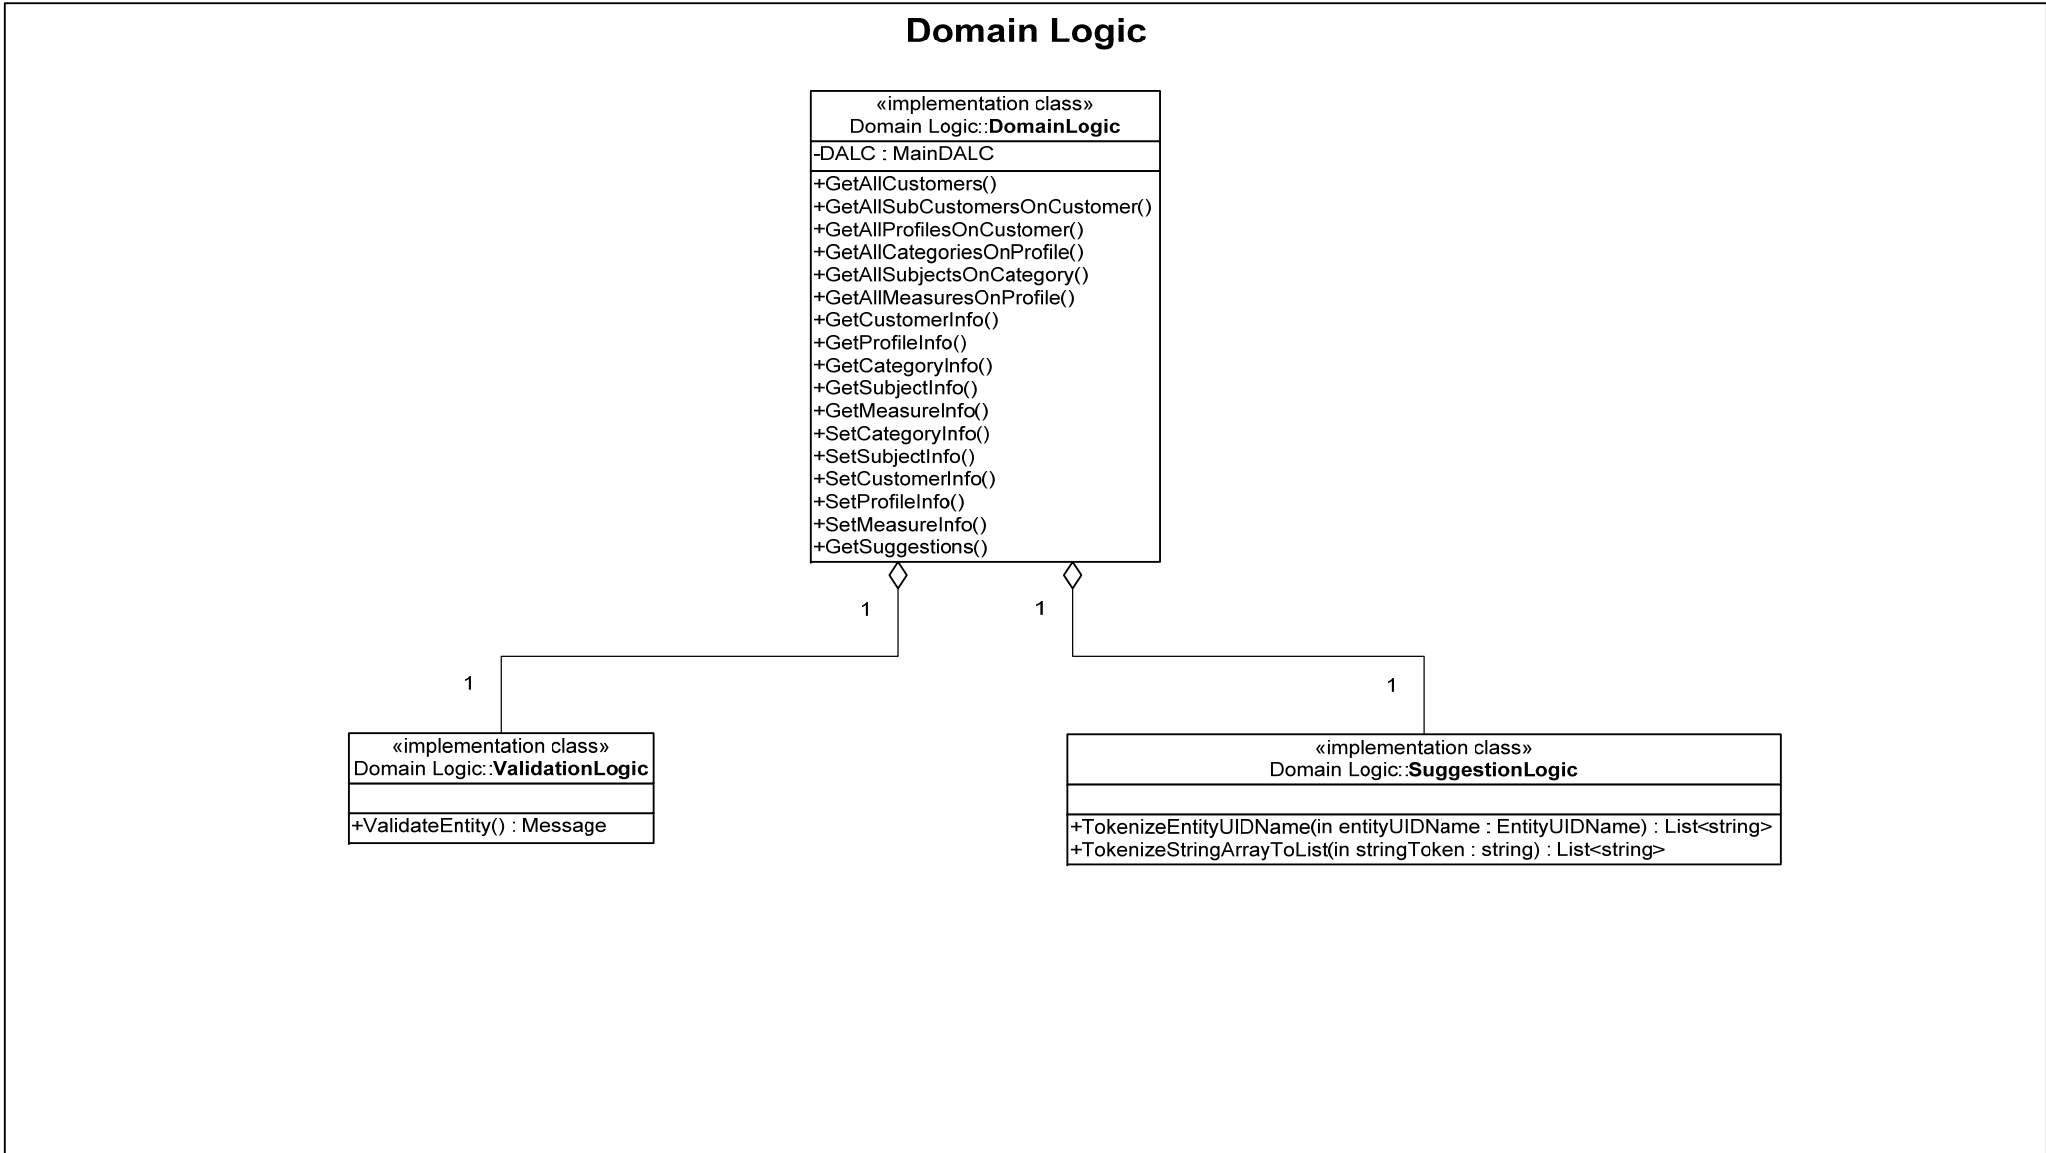 Domain Logic
«implementation class»
Domain Logic::DomainLogic
-DALC : MainDALC
+GetAllCustomers()
+GetAllSubCustomersOnCustomer()
+GetAllProfilesOnCustomer()
+GetAllCategoriesOnProfile()
+GetAllSubjectsOnCategory()
+GetAllMeasuresOnProfile()
+GetCustomerInfo()
+GetProfileInfo()
+GetCategoryInfo()
+GetSubjectInfo()
+GetMeasureInfo()
+SetCategoryInfo()
+SetSubjectInfo()
+SetCustomerInfo()
+SetProfileInfo()
+SetMeasureInfo()
+GetSuggestions()
1
1
1
1
«implementation class»
Domain Logic::ValidationLogic
+ValidateEntity() : Message
«implementation class»
Domain Logic::SuggestionLogic
+TokenizeEntityUIDName(in entityUIDName : EntityUIDName) : List<string>
+TokenizeStringArrayToList(in stringToken : string) : List<string>